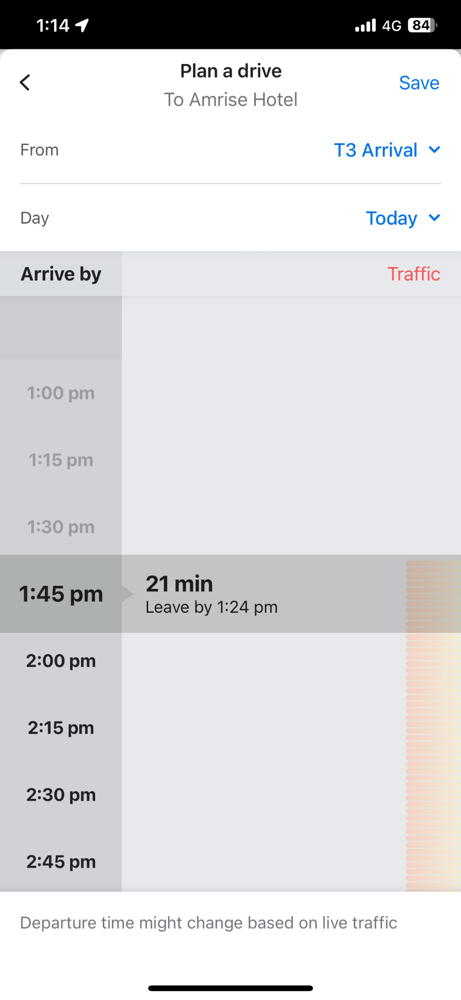 1:14
4G 84
Plan a drive
Save
To Amrise Hotel
From
T3 Arrival
Day
Today
Arrive by
Traffic
1:00 pm
1:15 pm
1:30 pm
1:45 pm
21 min
Leave by 1:24 pm
2:00 pm
2:15 pm
2:30 pm
2:45 pm
Departure time might change based on live traffic